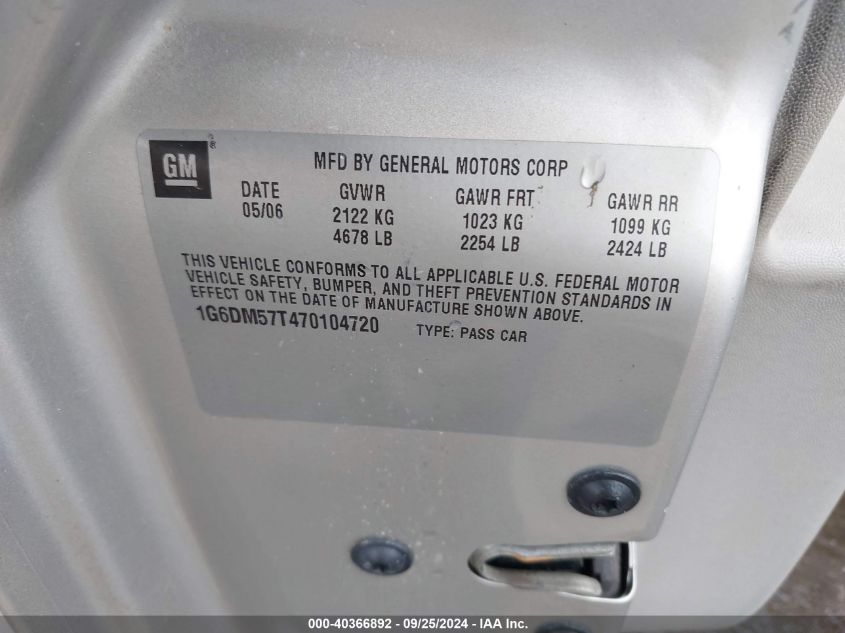 GM
MFD BY GENERAL MOTORS CORP
DATE GVWR GAWR FRT GAWR RR
05/06 2122 KG 1023 KG 1099 KG
4678 LB 2254 LB 2424 LB
THIS VEHICLE CONFORMS TO ALL APPLICABLE U.S. FEDERAL MOTOR
VEHICLE SAFETY, BUMPER, AND THEFT PREVENTION STANDARDS IN
EFFECT ON THE DATE OF MANUFACTURE SHOWN ABOVE.
1G6DM57T470104720 TYPE: PASS CAR
000-40366892 - 09/25/2024 - IAA Inc.